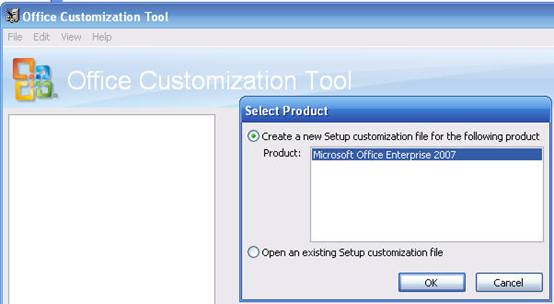 Office Customization Tool
File Edit View Help
Office Customization Tool
Select Product
Create a new Setup customization file for the following product
Product: Microsoft Office Enterprise 2007
Open an existing Setup customization file
OK Cancel